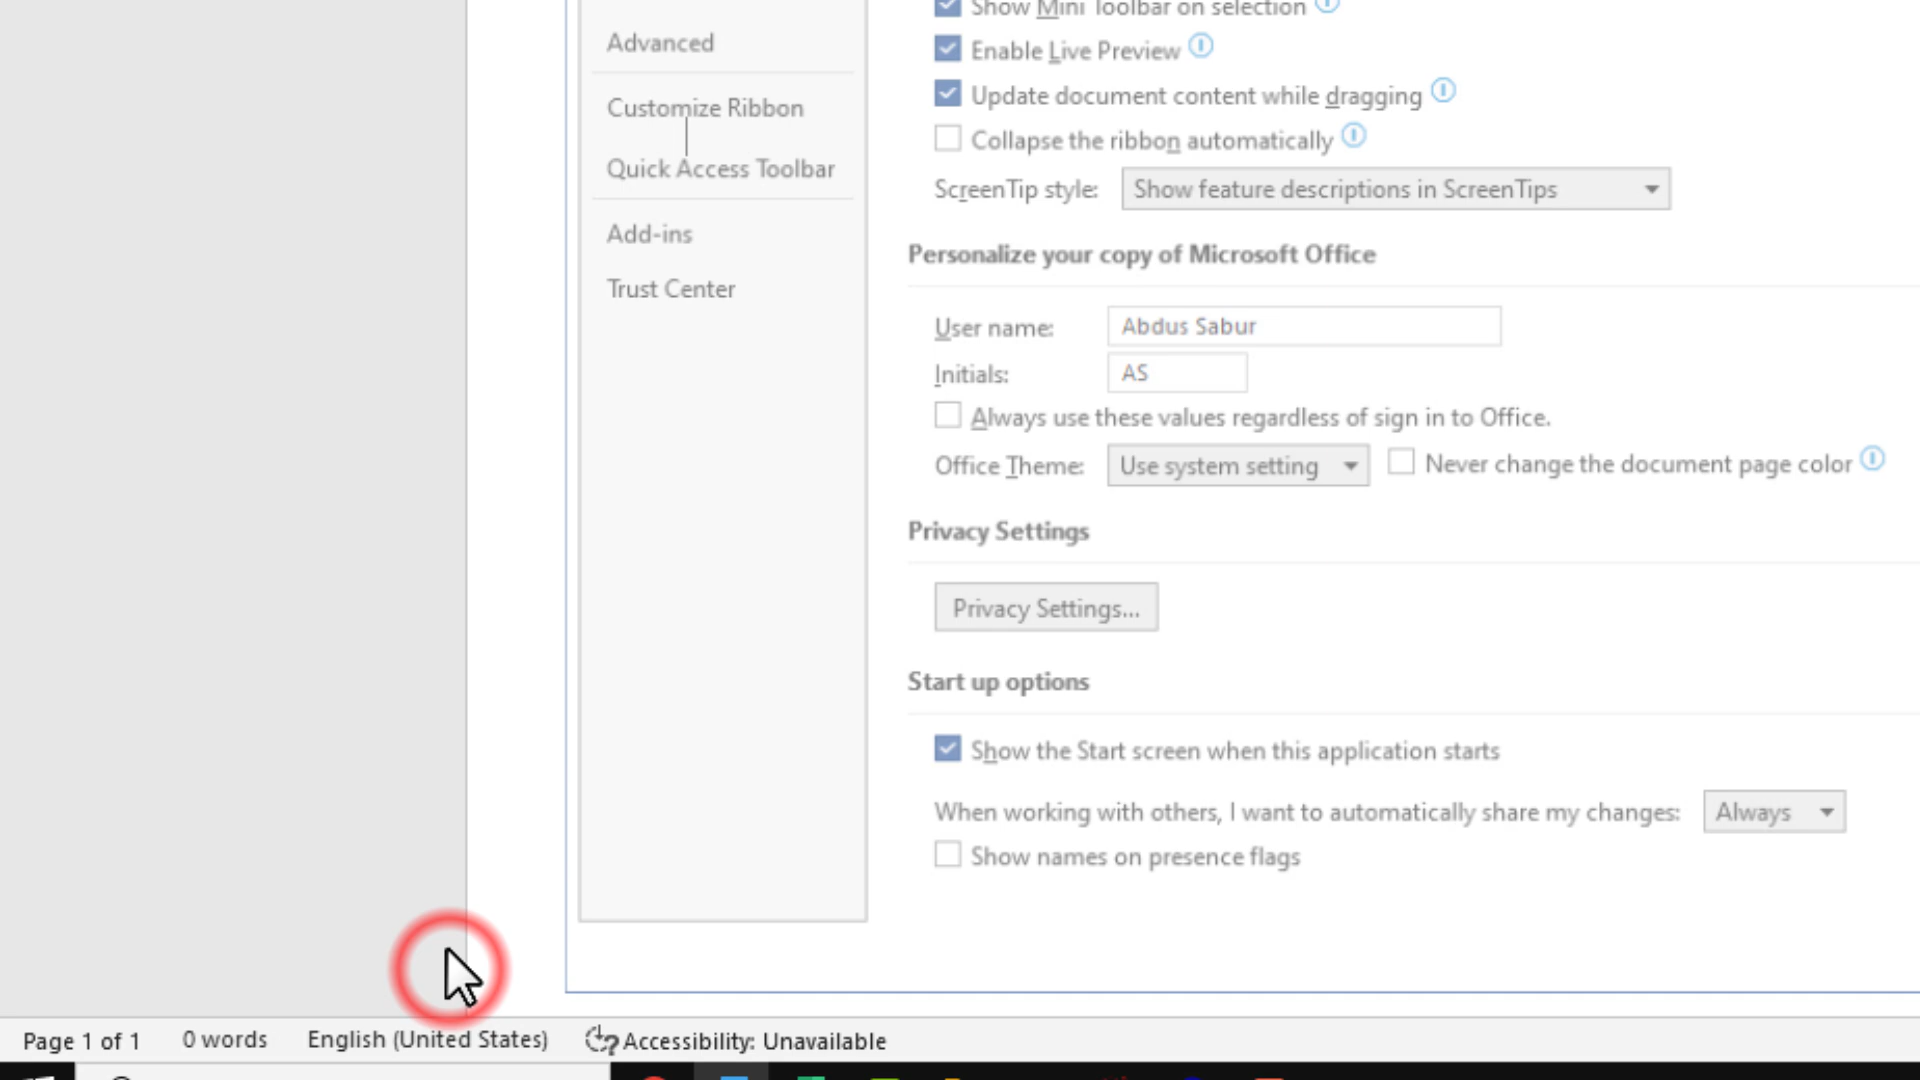 Advanced
Customize Ribbon
Quick Access Toolbar
Add-ins
Trust Center
Show Mini Toolbar on selection
Enable Live Preview
Update document content while dragging
Collapse the ribbon automatically
ScreenTip style: Show feature descriptions in ScreenTips
Personalize your copy of Microsoft Office
User name: Abdus Sabur
Initials: AS
Always use these values regardless of sign in to Office.
Office Theme: Use system setting Never change the document page color
Privacy Settings
Privacy Settings...
Start up options
Show the Start screen when this application starts
When working with others, I want to automatically share my changes: Always
Show names on presence flags
Page 1 of 1 0 words English (United States) Accessibility: Unavailable